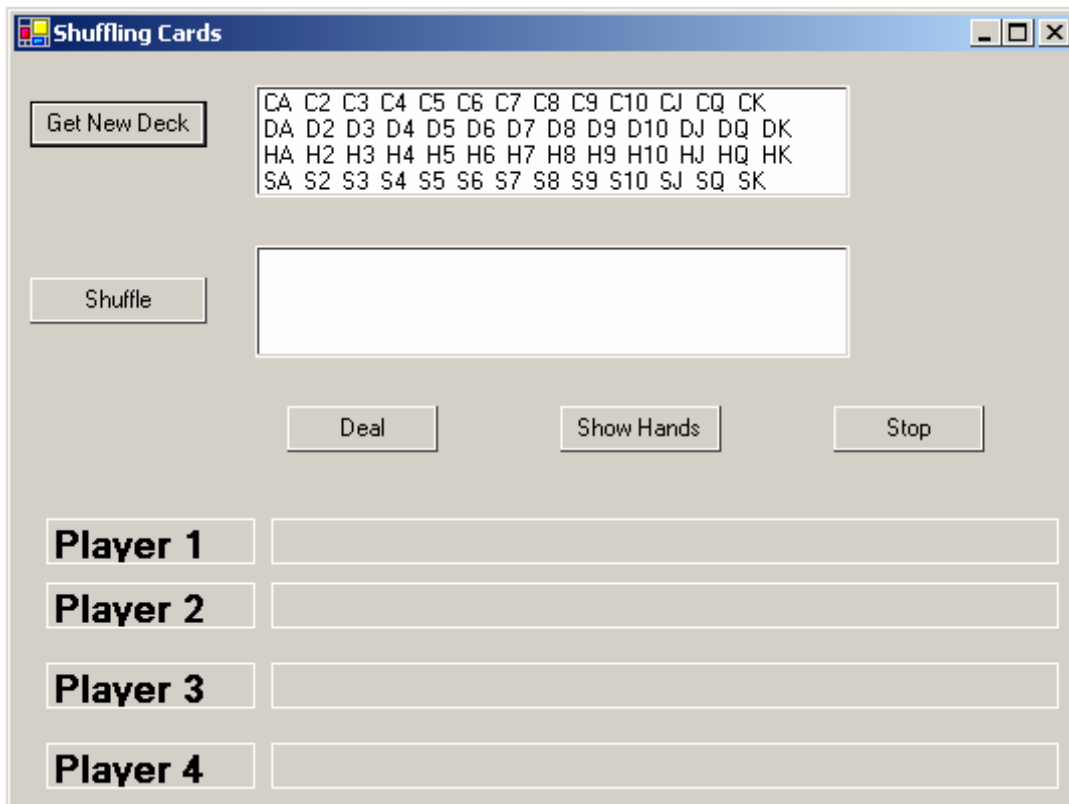 Shuffling Cards
Get New Deck
CA C2 C3 C4 C5 C6 C7 C8 C9 C10 CJ CQ CK
DA D2 D3 D4 D5 D6 D7 D8 D9 D10 DJ DQ DK
HA H2 H3 H4 H5 H6 H7 H8 H9 H10 HJ HQ HK
SA S2 S3 S4 S5 S6 S7 S8 S9 S10 SJ SQ SK
Shuffle
Deal Show Hands Stop
Player 1
Player 2
Player 3
Player 4